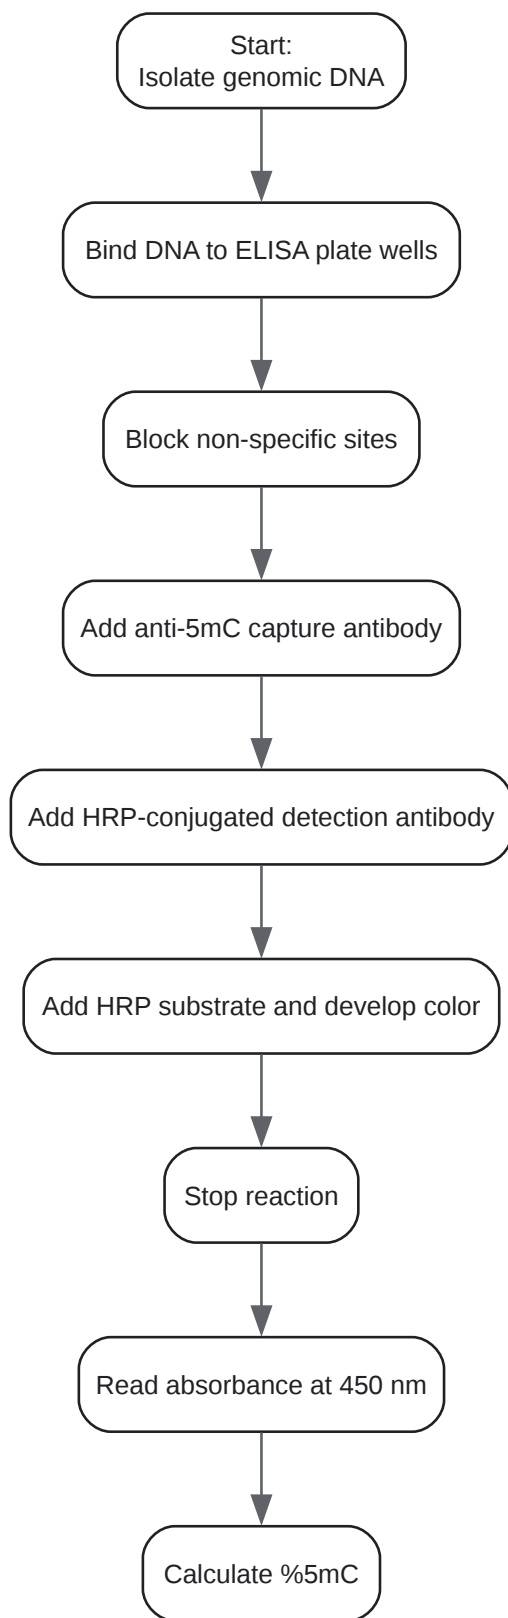 Start:
Isolate genomic DNA
Bind DNA to ELISA plate wells
Block non-specific sites
Add anti-5mC capture antibody
Add HRP-conjugated detection antibody
Add HRP substrate and develop color
Stop reaction
Read absorbance at 450 nm
Calculate %5mC